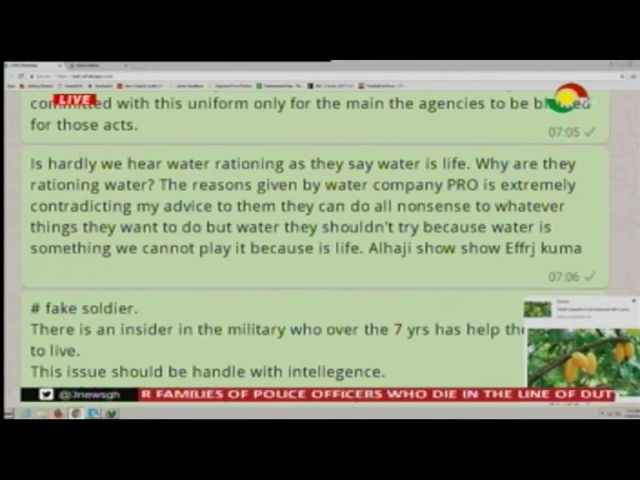 LIVE
with this uniform only for the main the agencies to be
for those acts.
07:05
Is hardly we hear water rationing as they say water is life. Why are they
rationing water? The reasons given by water company PRO is extremely
contradicting my advice to them they can do all nonsense to whatever
things they want to do but water they shouldn't try because water is
something we cannot play it because is life. Alhaji show show Effrj kuma
07:06
# fake soldier.
There is an insider in the military who over the 7 yrs has help
to live.
This issue should be handle with intellegence.
@3newsgh
R FAMILIES OF POLICE OFFICERS WHO DIE IN THE LINE OF DUT